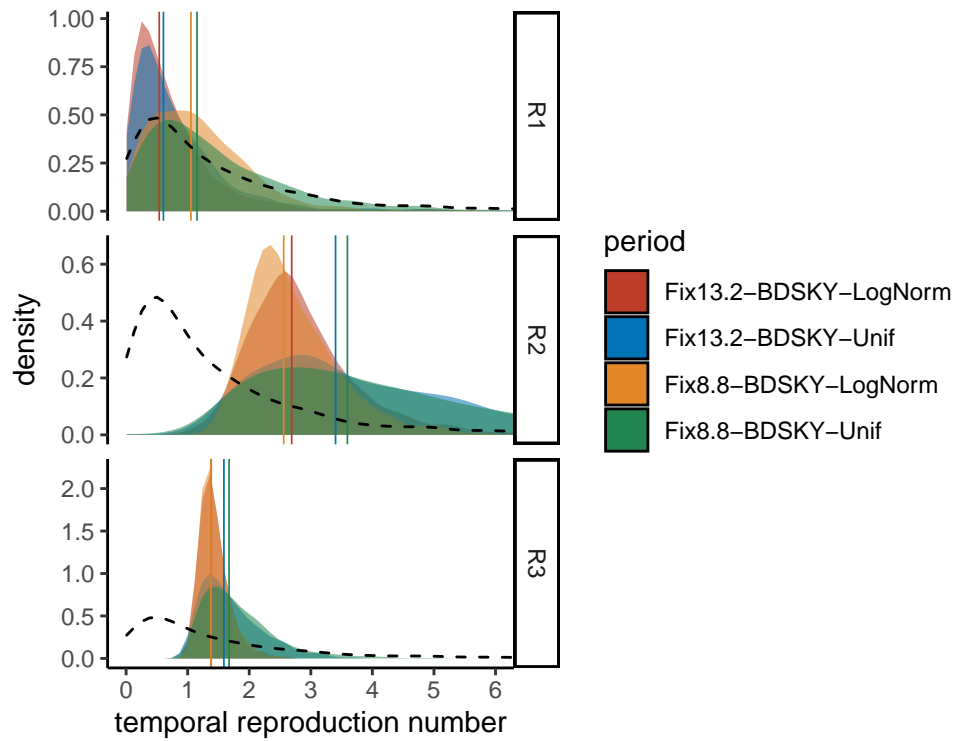 1.00
0.75
0.50
0.25
0.00
R1
0.6
0.4
0.2
0.0
R2
2.0
1.5
1.0
0.5
0.0
R3
0 1 2 3 4 5 6
temporal reproduction number
density
period
Fix13.2−BDSKY−LogNorm
Fix13.2−BDSKY−Unif
Fix8.8−BDSKY−LogNorm
Fix8.8−BDSKY−Unif